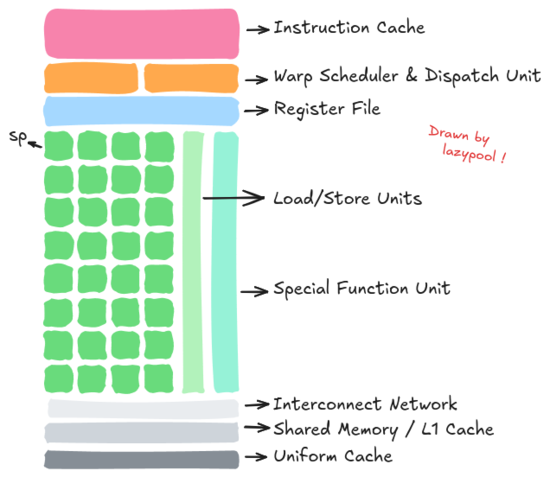 Instruction Cache
Warp Scheduler & Dispatch Unit
Register File
sp
Drawn by
lazypool !
Load/Store Units
Special Function Unit
Interconnect Network
Shared Memory / L1 Cache
Uniform Cache